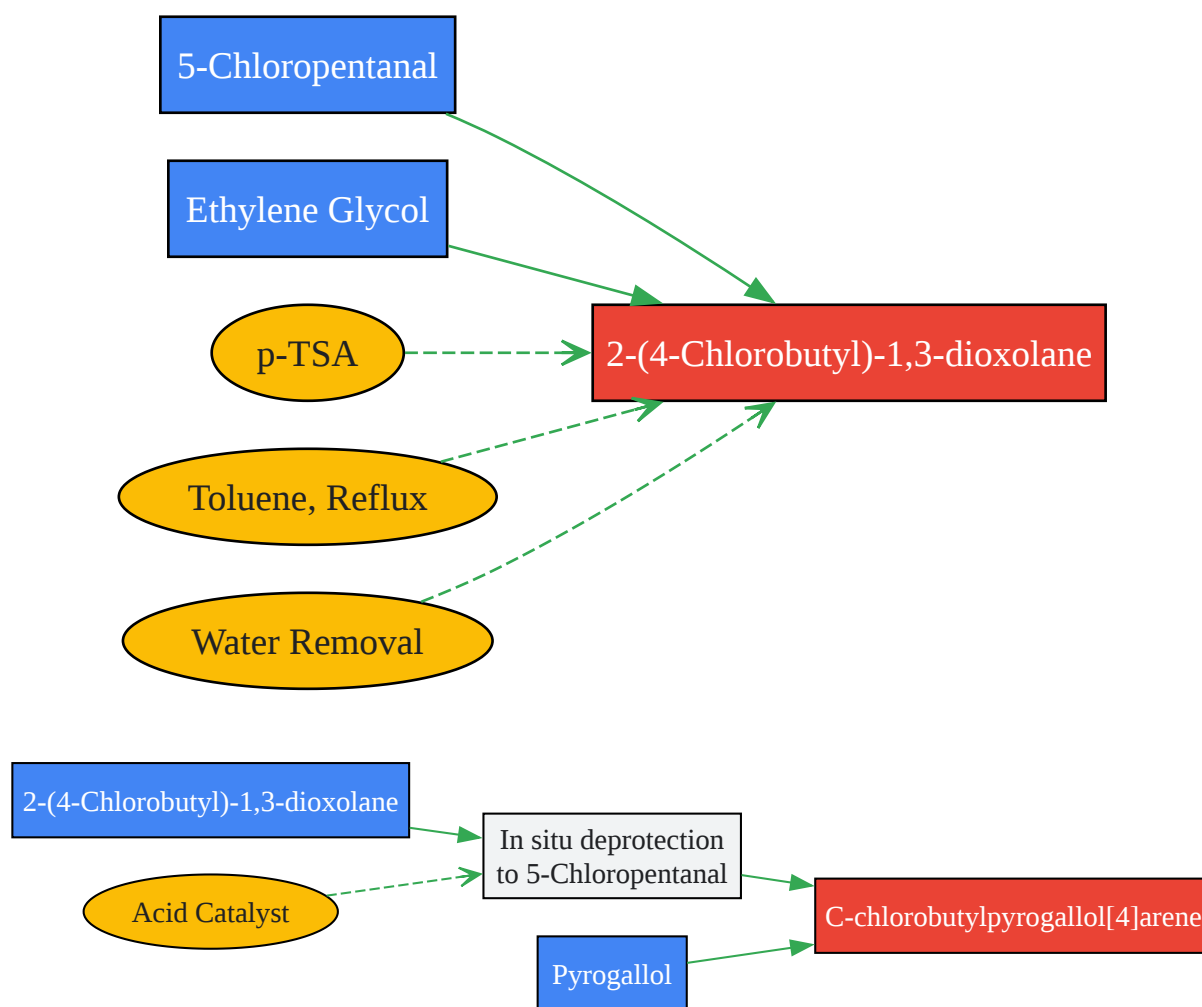 5-Chloropentanal
Ethylene Glycol
p-TSA
2-(4-Chlorobutyl)-1,3-dioxolane
Toluene, Reflux
Water Removal
2-(4-Chlorobutyl)-1,3-dioxolane
In situ deprotection
to 5-Chloropentanal
Acid Catalyst
C-chlorobutylpyrogallol[4]arene
Pyrogallol